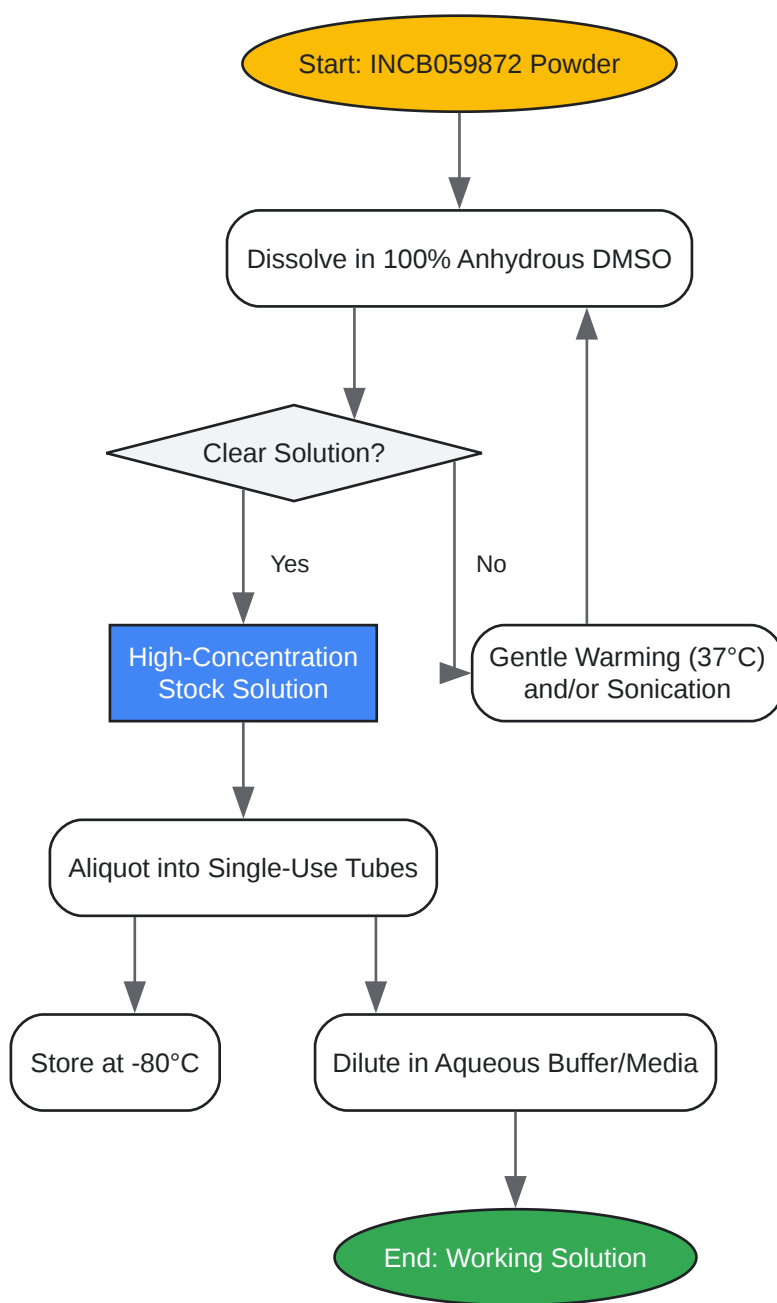 Start: INCB059872 Powder
Dissolve in 100% Anhydrous DMSO
Clear Solution?
Yes
No
High-Concentration
Stock Solution
Gentle Warming (37°C)
and/or Sonication
Aliquot into Single-Use Tubes
Store at -80°C
Dilute in Aqueous Buffer/Media
End: Working Solution